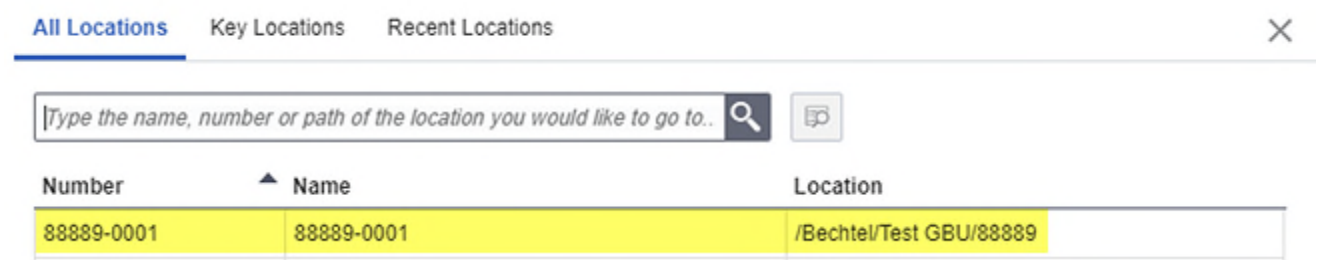 All Locations Key Locations Recent Locations
Type the name, number or path of the location you would like to go to..
Number Name Location
88889-0001 88889-0001 /Bechtel/Test GBU/88889